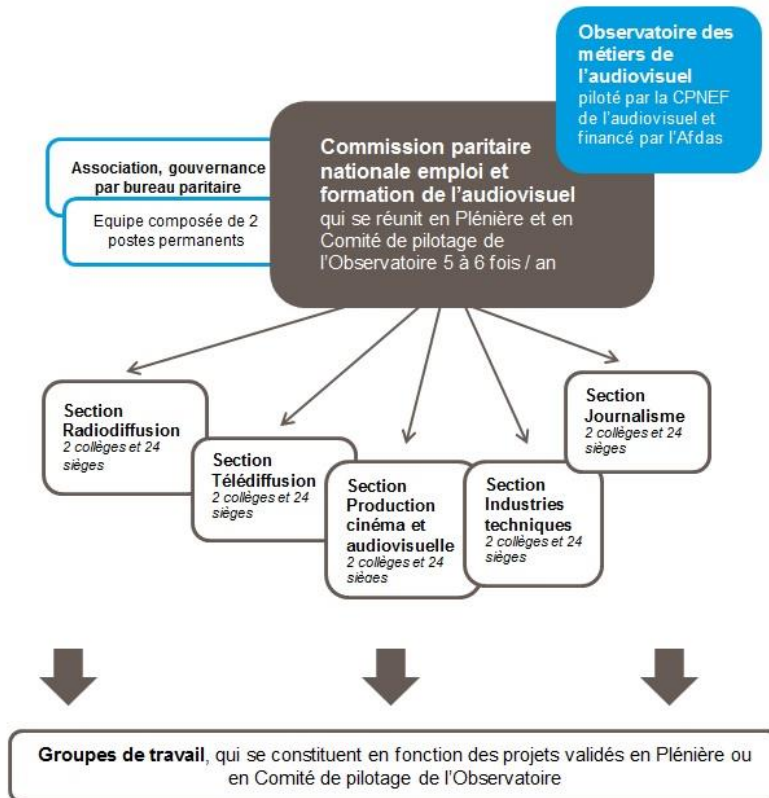 Observatoire des
métiers de
l'audiovisuel
piloté par la CPNEF
de l'audiovisuel et
financé par l'Afdas
Commission paritaire
nationale emploi et
formation de l'audiovisuel
qui se réunit en Plénière et en
Comité de pilotage de
l'Observatoire 5 à 6 fois / an
Association, gouvernance
par bureau paritaire
Equipe composée de 2
postes permanents
Section
Radiodiffusion
2 collèges et 24
sièges
Section
Télédiffusion
2 collèges et 24
sièges
Section
Production
cinéma et
audiovisuelle
2 collèges et 24
sièges
Section
Industries
techniques
2 collèges et 24
sièges
Section
Journalisme
2 collèges et 24
sièges
Groupes de travail, qui se constituent en fonction des projets validés en Plénière ou
en Comité de pilotage de l'Observatoire